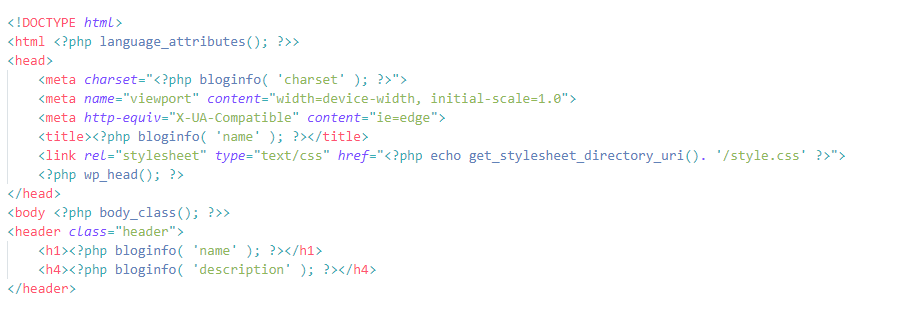 <!DOCTYPE html>
<html <?php language_attributes(); ?>>
<head>
    <meta charset="<?php bloginfo( 'charset' ); ?>">
    <meta name="viewport" content="width=device-width, initial-scale=1.0">
    <meta http-equiv="X-UA-Compatible" content="ie=edge">
    <title><?php bloginfo( 'name' ); ?></title>
    <link rel="stylesheet" type="text/css" href="<?php echo get_stylesheet_directory_uri(). '/style.css' ?>">
    <?php wp_head(); ?>
</head>
<body <?php body_class(); ?>>
<header class="header">
    <h1><?php bloginfo( 'name' ); ?></h1>
    <h4><?php bloginfo( 'description' ); ?></h4>
</header>